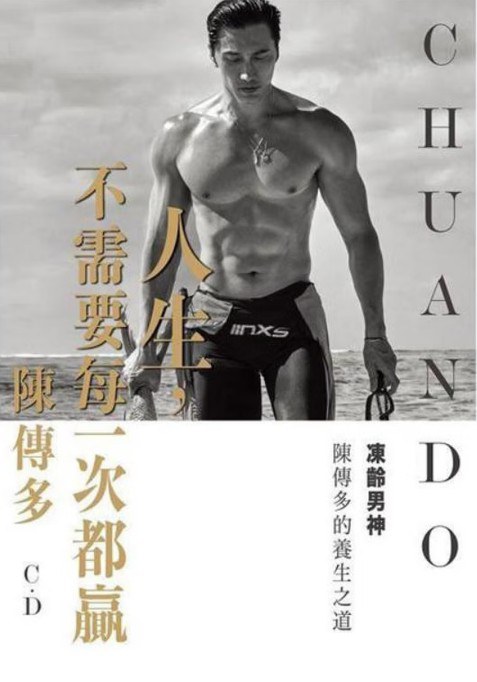 CHUANDO
人生，
不需要每一次都贏
陳傳多
C.D
凍齡男神
陳傳多的養生之道
iinxs